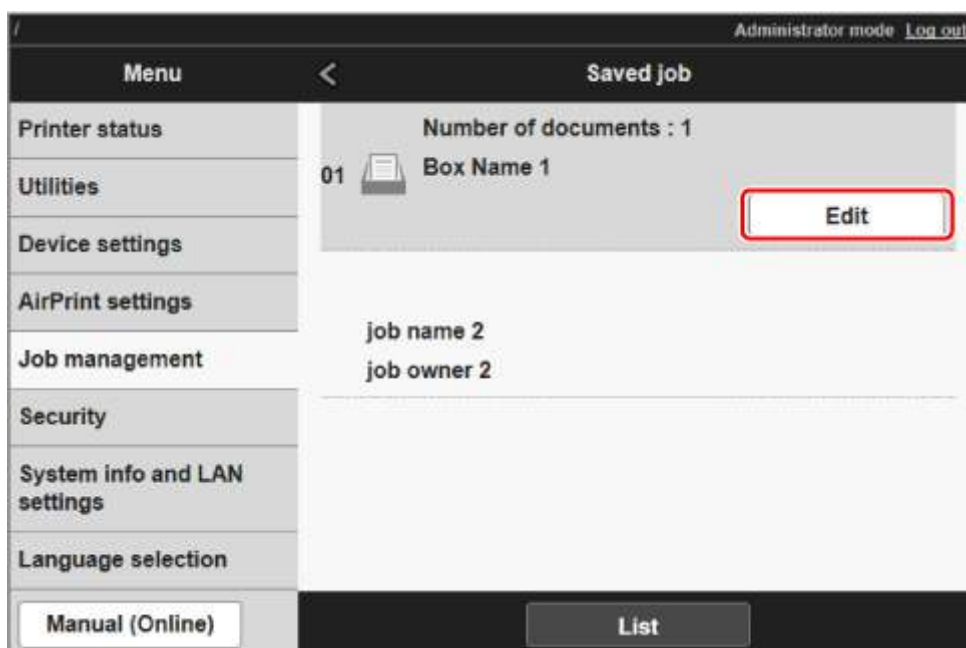 /
Administrator mode Log out
Menu
Saved job
Printer status
Utilities
Device settings
AirPrint settings
Job management
Security
System info and LAN
settings
Language selection
Manual (Online)
Number of documents : 1
01 Box Name 1
Edit
job name 2
job owner 2
List